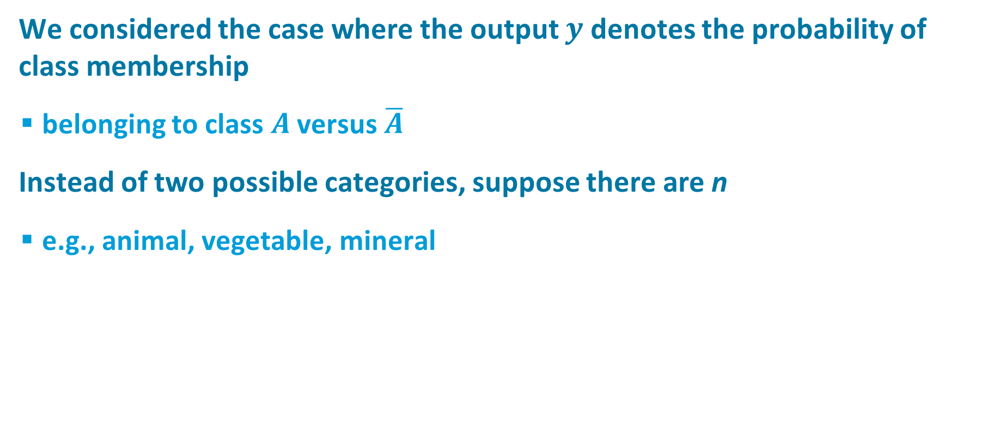 We considered the case where the output y denotes the probability of
class membership
▪ belonging to class A versus A̅
Instead of two possible categories, suppose there are n
▪ e.g., animal, vegetable, mineral